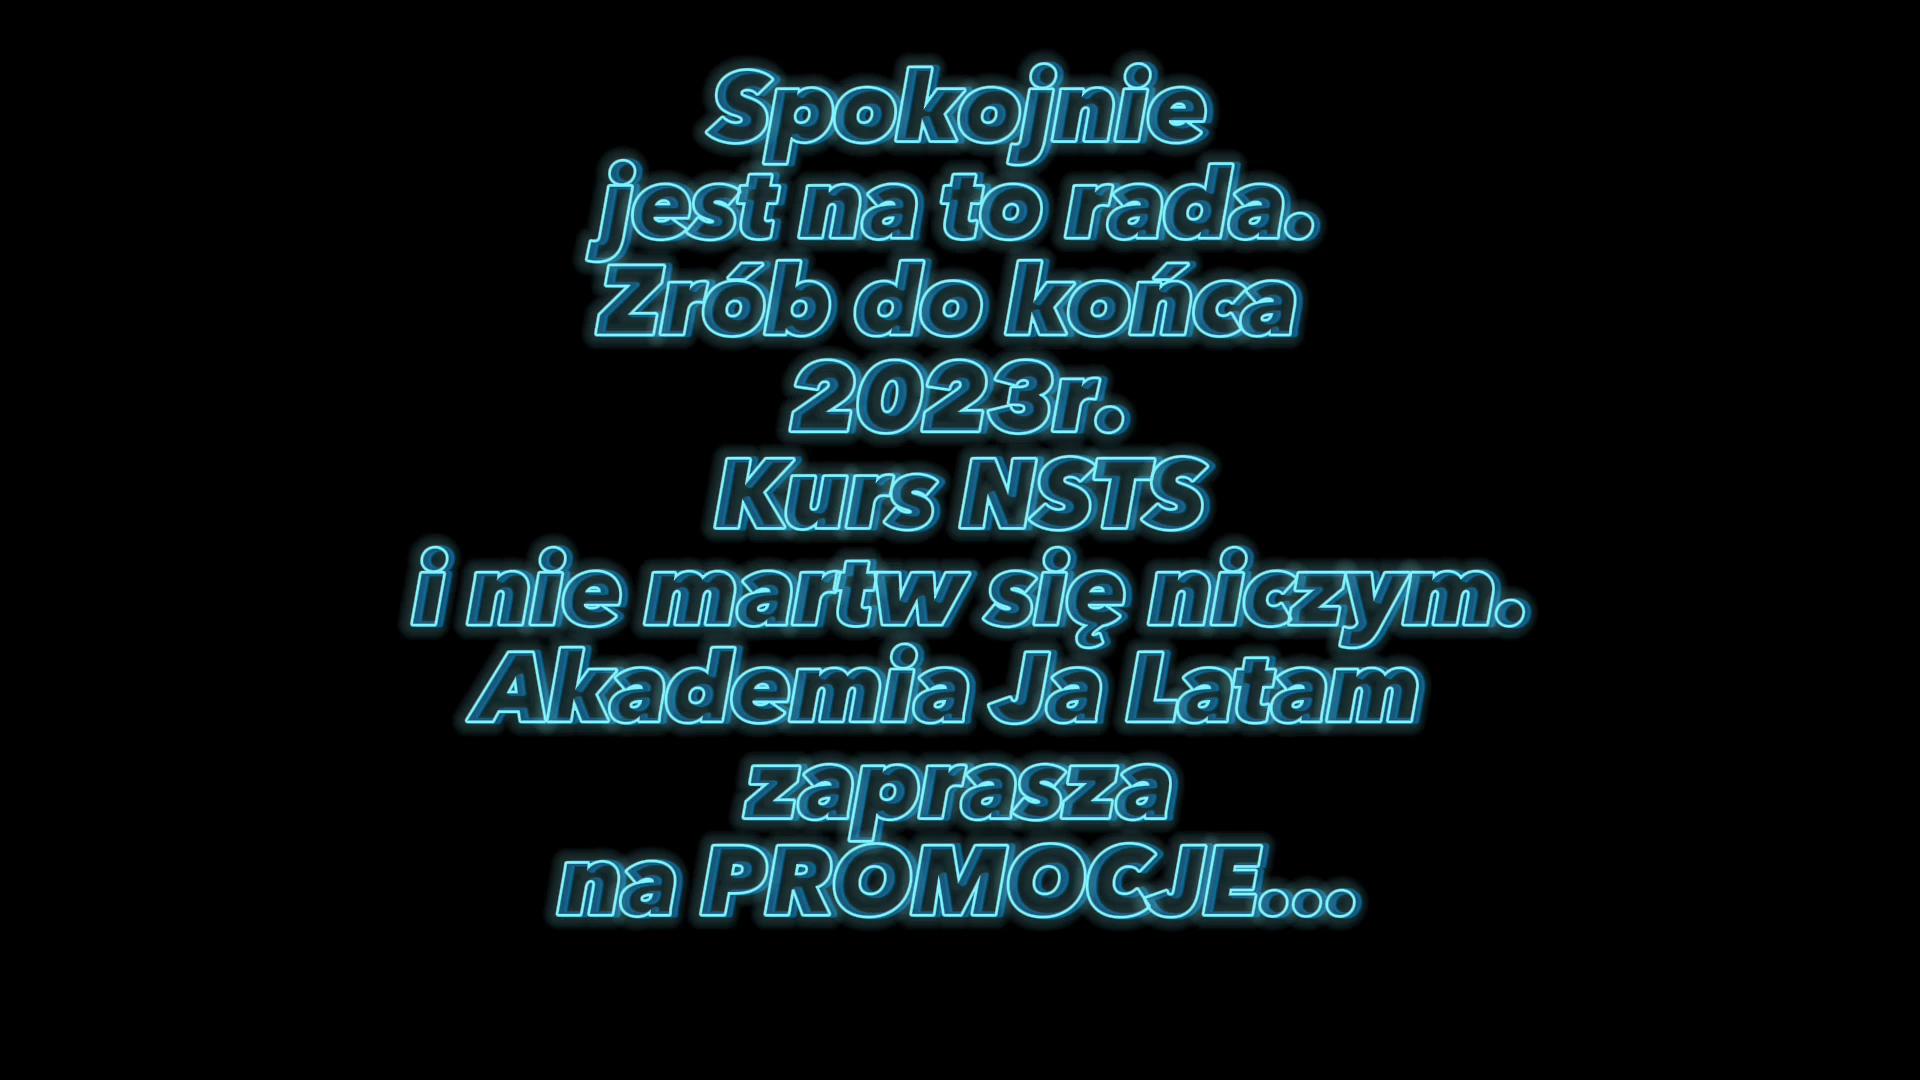 Spokojnie
jest na to rada.
Zrób do końca
2023r.
Kurs NSTS
i nie martw się niczym.
Akademia Ja Latam
zaprasza
na PROMOCJE...